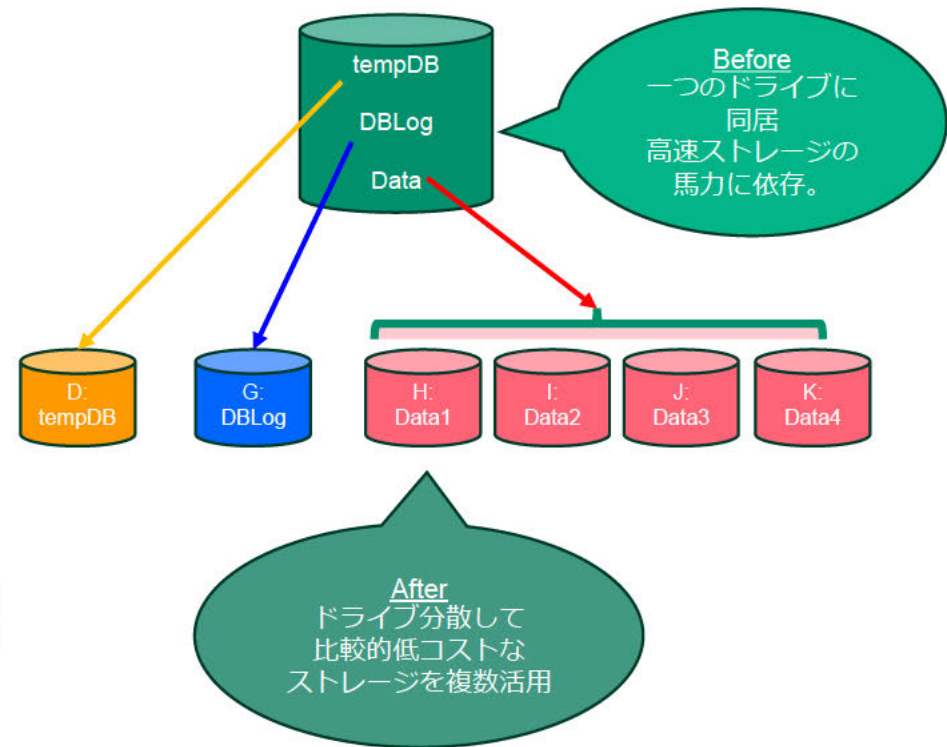 tempDB
DBLog
Data
Before
一つのドライブに
同居
高速ストレージの
馬力に依存。
D:
tempDB
G:
DBLog
H:
Data1
I:
Data2
J:
Data3
K:
Data4
After
ドライブ分散して
比較的低コストな
ストレージを複数活用